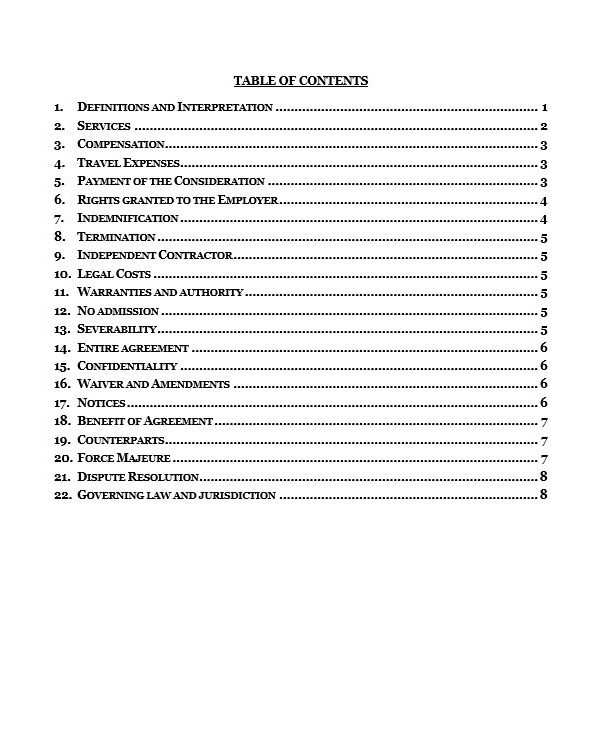 TABLE OF CONTENTS
1. Definitions and Interpretation ........ 1
2. Services ........ 2
3. Compensation ........ 3
4. Travel Expenses ........ 3
5. Payment of the Consideration ........ 3
6. Rights granted to the Employer ........ 4
7. Indemnification ........ 4
8. Termination ........ 5
9. Independent Contractor ........ 5
10. Legal Costs ........ 5
11. Warranties and authority ........ 5
12. No admission ........ 5
13. Severability ........ 5
14. Entire agreement ........ 6
15. Confidentiality ........ 6
16. Waiver and Amendments ........ 6
17. Notices ........ 6
18. Benefit of Agreement ........ 7
19. Counterparts ........ 7
20. Force Majeure ........ 7
21. Dispute Resolution ........ 8
22. Governing law and jurisdiction ........ 8